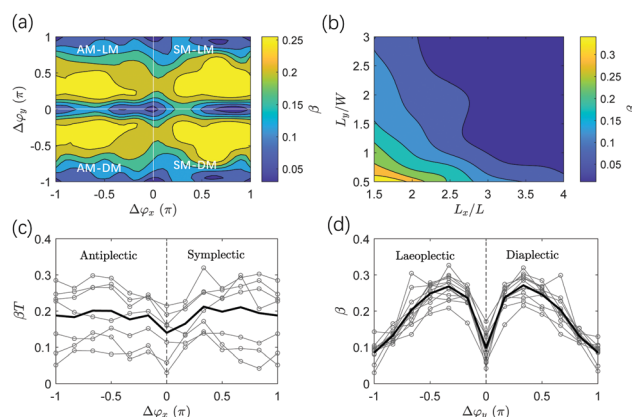 (a)
AM-LM
SM-LM
AM-DM
SM-DM
1
0.5
0
-0.5
-1
Δφy (π)
-1
-0.5
0
0.5
1
Δφx (π)
0.25
0.2
0.15
0.1
0.05
β
(b)
3
2.5
2
1.5
1
0.5
Ly/W
1.5
2
2.5
3
3.5
4
Lx/L
0.3
0.25
0.2
0.15
0.1
0.05
(c)
Antiplectic
Symplectic
0.4
0.3
0.2
0.1
0
βT
-1
-0.5
0
0.5
1
Δφx (π)
(d)
Laeoplectic
Diaplectic
0.4
0.3
0.2
0.1
0
β
-1
-0.5
0
0.5
1
Δφy (π)